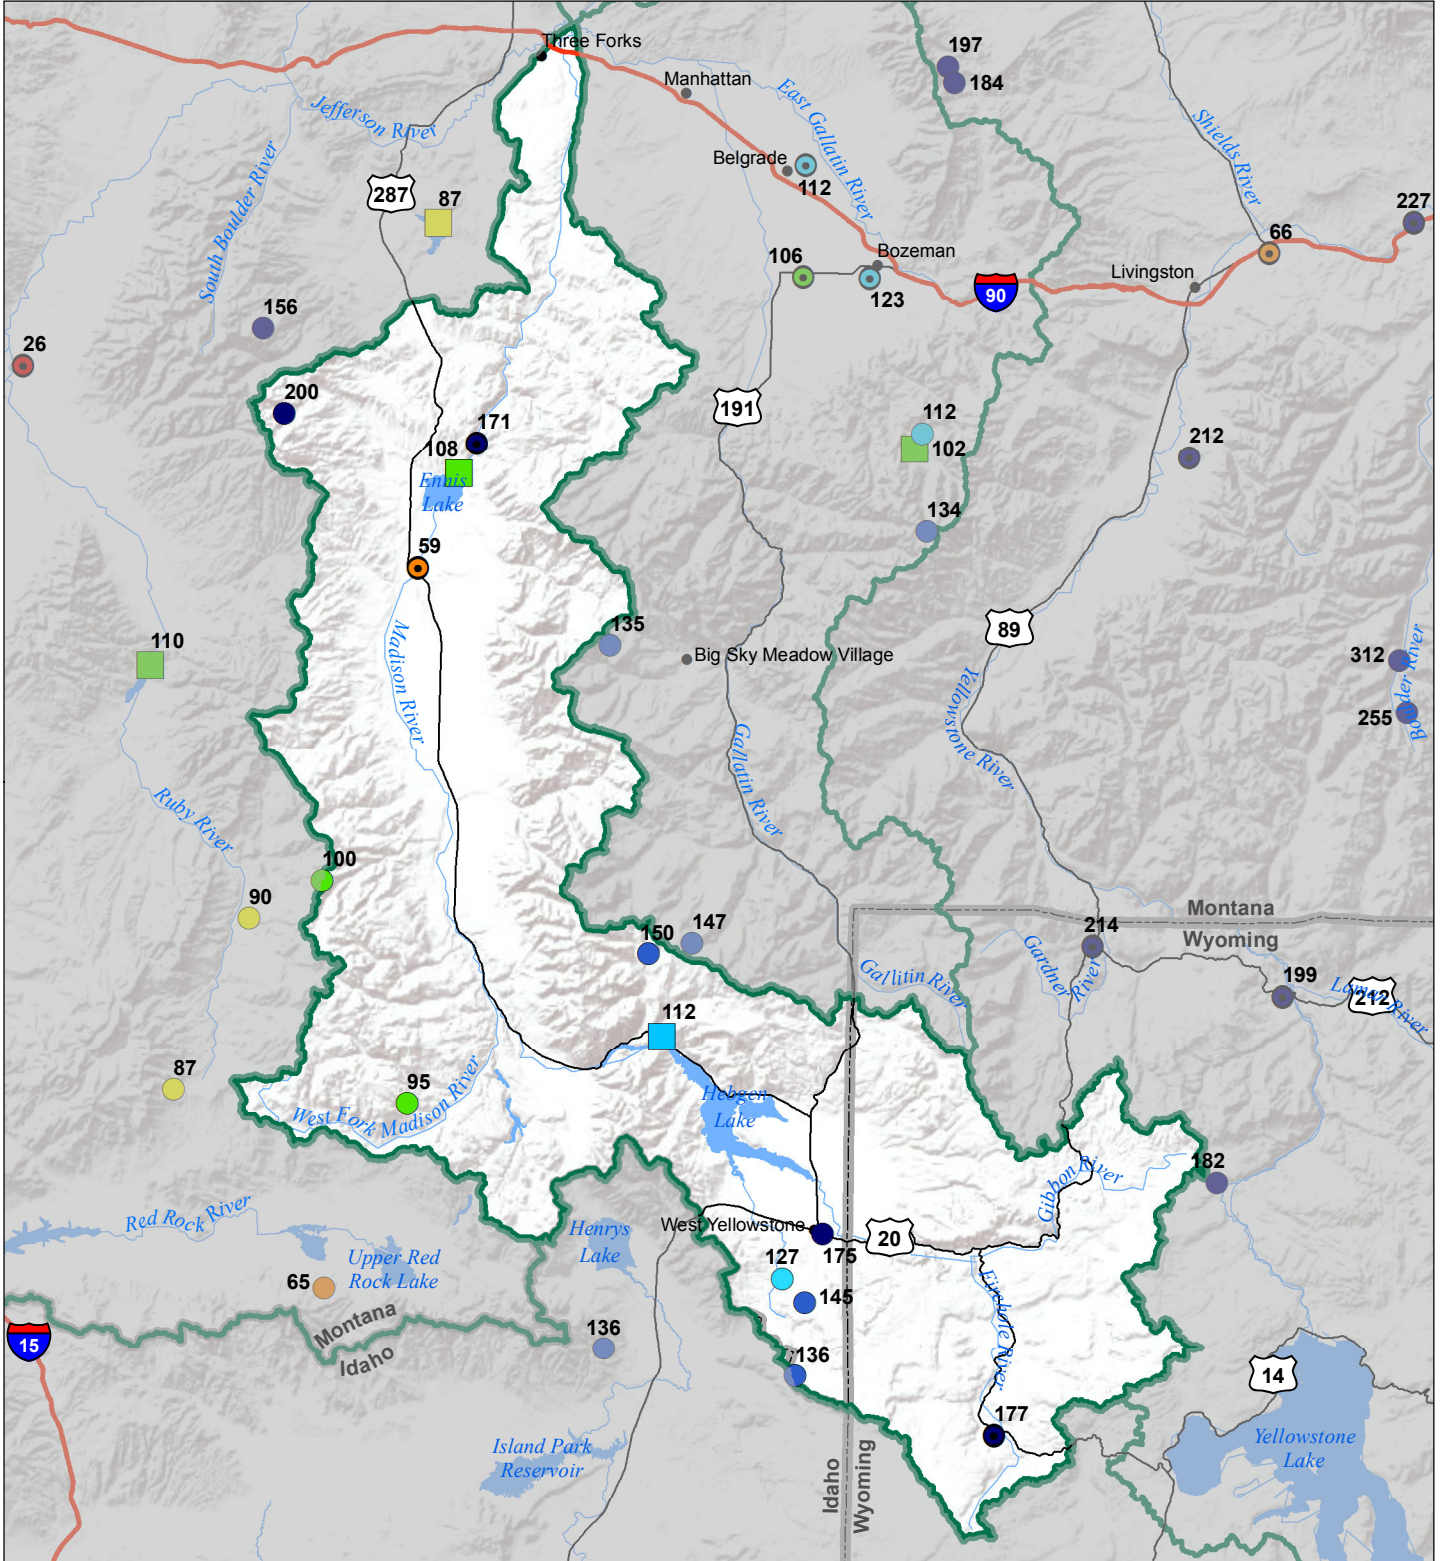 Three Forks
197
184
Manhattan
Jefferson River
East Gallatin River
Shields River
Belgrade
112
South Boulder River
287
87
227
66
Bozeman
106
123
Livingston
90
156
26
200
191
171
112
108
102
212
Ennis
Lake
134
59
135
89
110
Big Sky Meadow Village
312
Madison River
Boulder River
255
Yellowstone River
Gallatin River
Ruby River
100
90
Montana
Wyoming
150
147
214
Gallitin River
Gardner River
199
Lamar River
212
112
87
95
Hebgen
Lake
West Fork Madison River
182
Gibbon River
Red Rock River
Henrys
Lake
West Yellowstone
20
175
Upper Red
Rock Lake
127
65
145
Firehole River
Montana
Idaho
15
136
136
14
177
Island Park
Reservoir
Yellowstone
Lake
Idaho
Wyoming